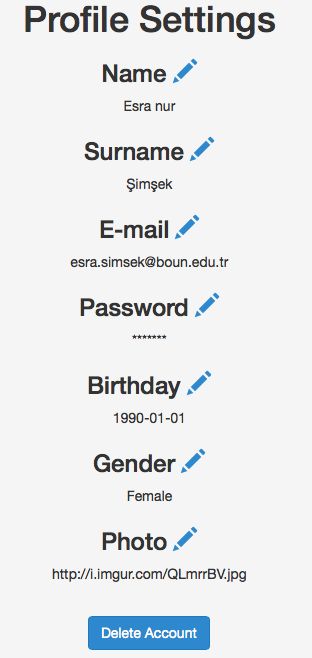 Profile Settings
Name
Esra nur
Surname
Şimşek
E-mail
esra.simsek@boun.edu.tr
Password
*******
Birthday
1990-01-01
Gender
Female
Photo
http://i.imgur.com/QLmrrBV.jpg
Delete Account